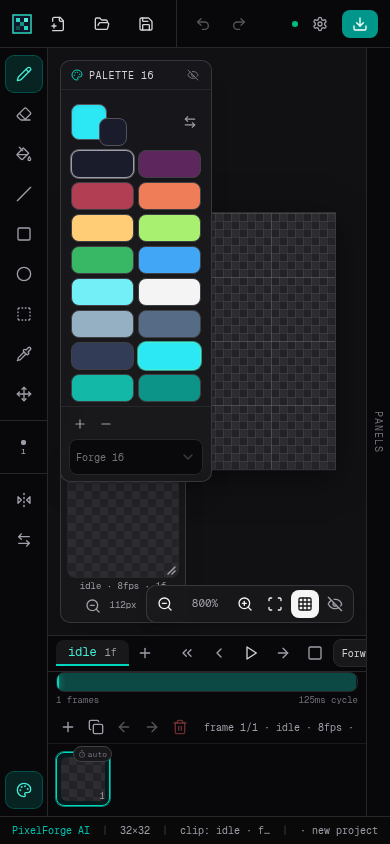 PALETTE 16
Forge 16
PANELS
idle · 8fps · 1f
112px
800%
1
idle 1f
Forw
1 frames
125ms cycle
frame 1/1 · idle · 8fps ·
auto
1
PixelForge AI
32×32
clip: idle · f…
· new project